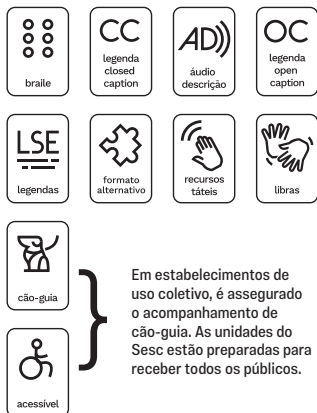 braile
CC
legenda
closed
caption
AD))
áudio
descrição
OC
legenda
open
caption
LSE
legendas
formato
alternativo
recursos
táteis
libras
cão-guia
acessível
Em estabelecimentos de
uso coletivo, é assegurado
o acompanhamento de
cão-guia. As unidades do
Sesc estão preparadas para
receber todos os públicos.